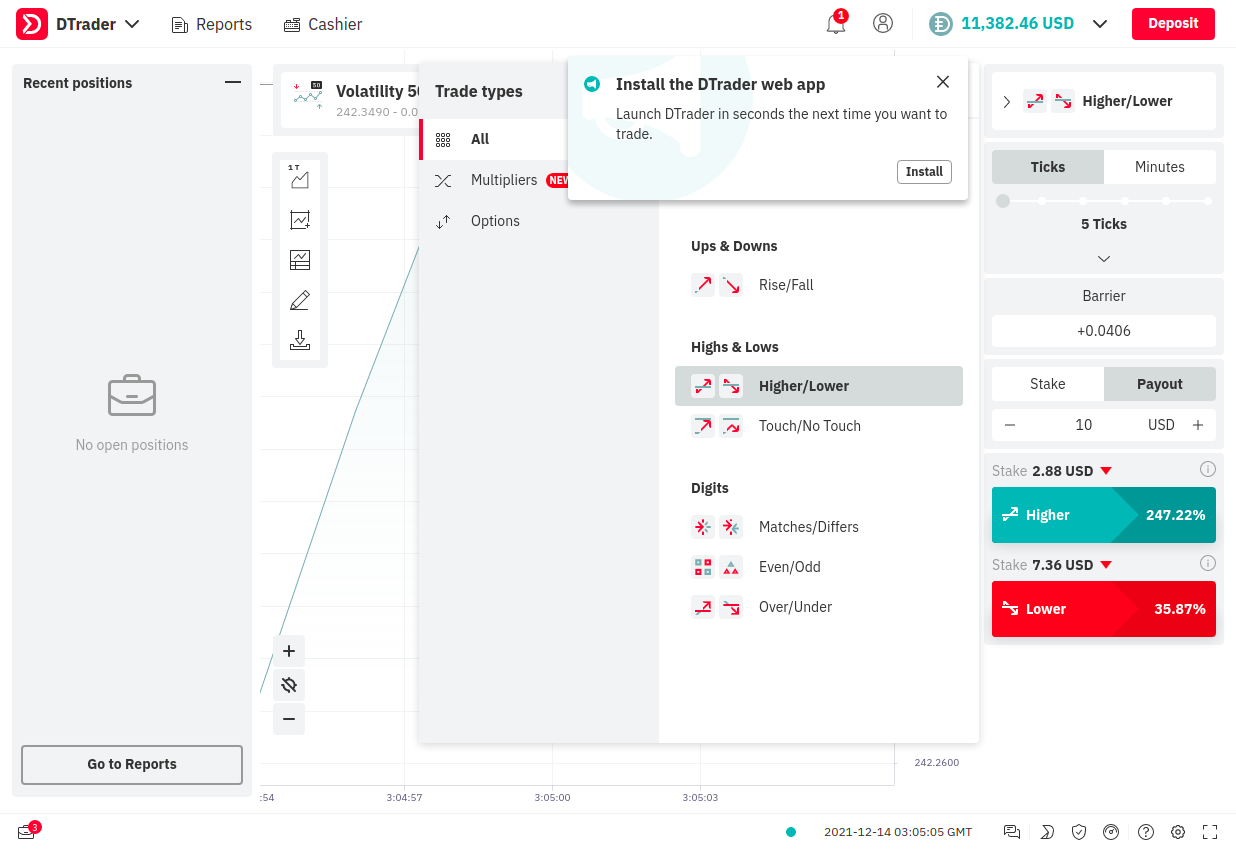 DTrader
Reports
Cashier
1
11,382.46 USD
Deposit
Recent positions
No open positions
Go to Reports
50
Volatility 50
242.3490 - 0.0
1 T
Trade types
All
Multipliers NEW
Options
Install the DTrader web app
Launch DTrader in seconds the next time you want to
trade.
Install
Ups & Downs
Rise/Fall
Highs & Lows
Higher/Lower
Touch/No Touch
Digits
Matches/Differs
Even/Odd
Over/Under
242.2600
:54
3:04:57
3:05:00
3:05:03
Higher/Lower
Ticks
Minutes
5 Ticks
Barrier
+0.0406
Stake
Payout
10
USD
Stake 2.88 USD
Higher
247.22%
Stake 7.36 USD
Lower
35.87%
3
2021-12-14 03:05:05 GMT